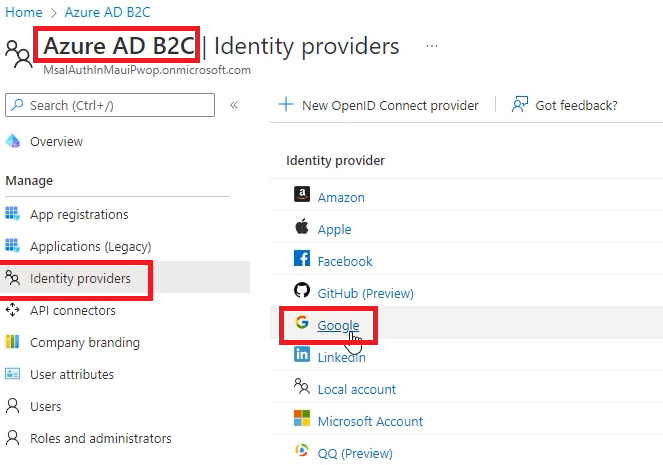 Home > Azure AD B2C >
Azure AD B2C | Identity providers ...
MsalAuthInMauiPwop.onmicrosoft.com
Search (Ctrl+/) «
+ New OpenID Connect provider
Got feedback?
Overview
Manage
App registrations
Applications (Legacy)
Identity providers
API connectors
Company branding
User attributes
Users
Roles and administrators
Identity provider
Amazon
Apple
Facebook
GitHub (Preview)
Google
LinkedIn
Local account
Microsoft Account
QQ (Preview)